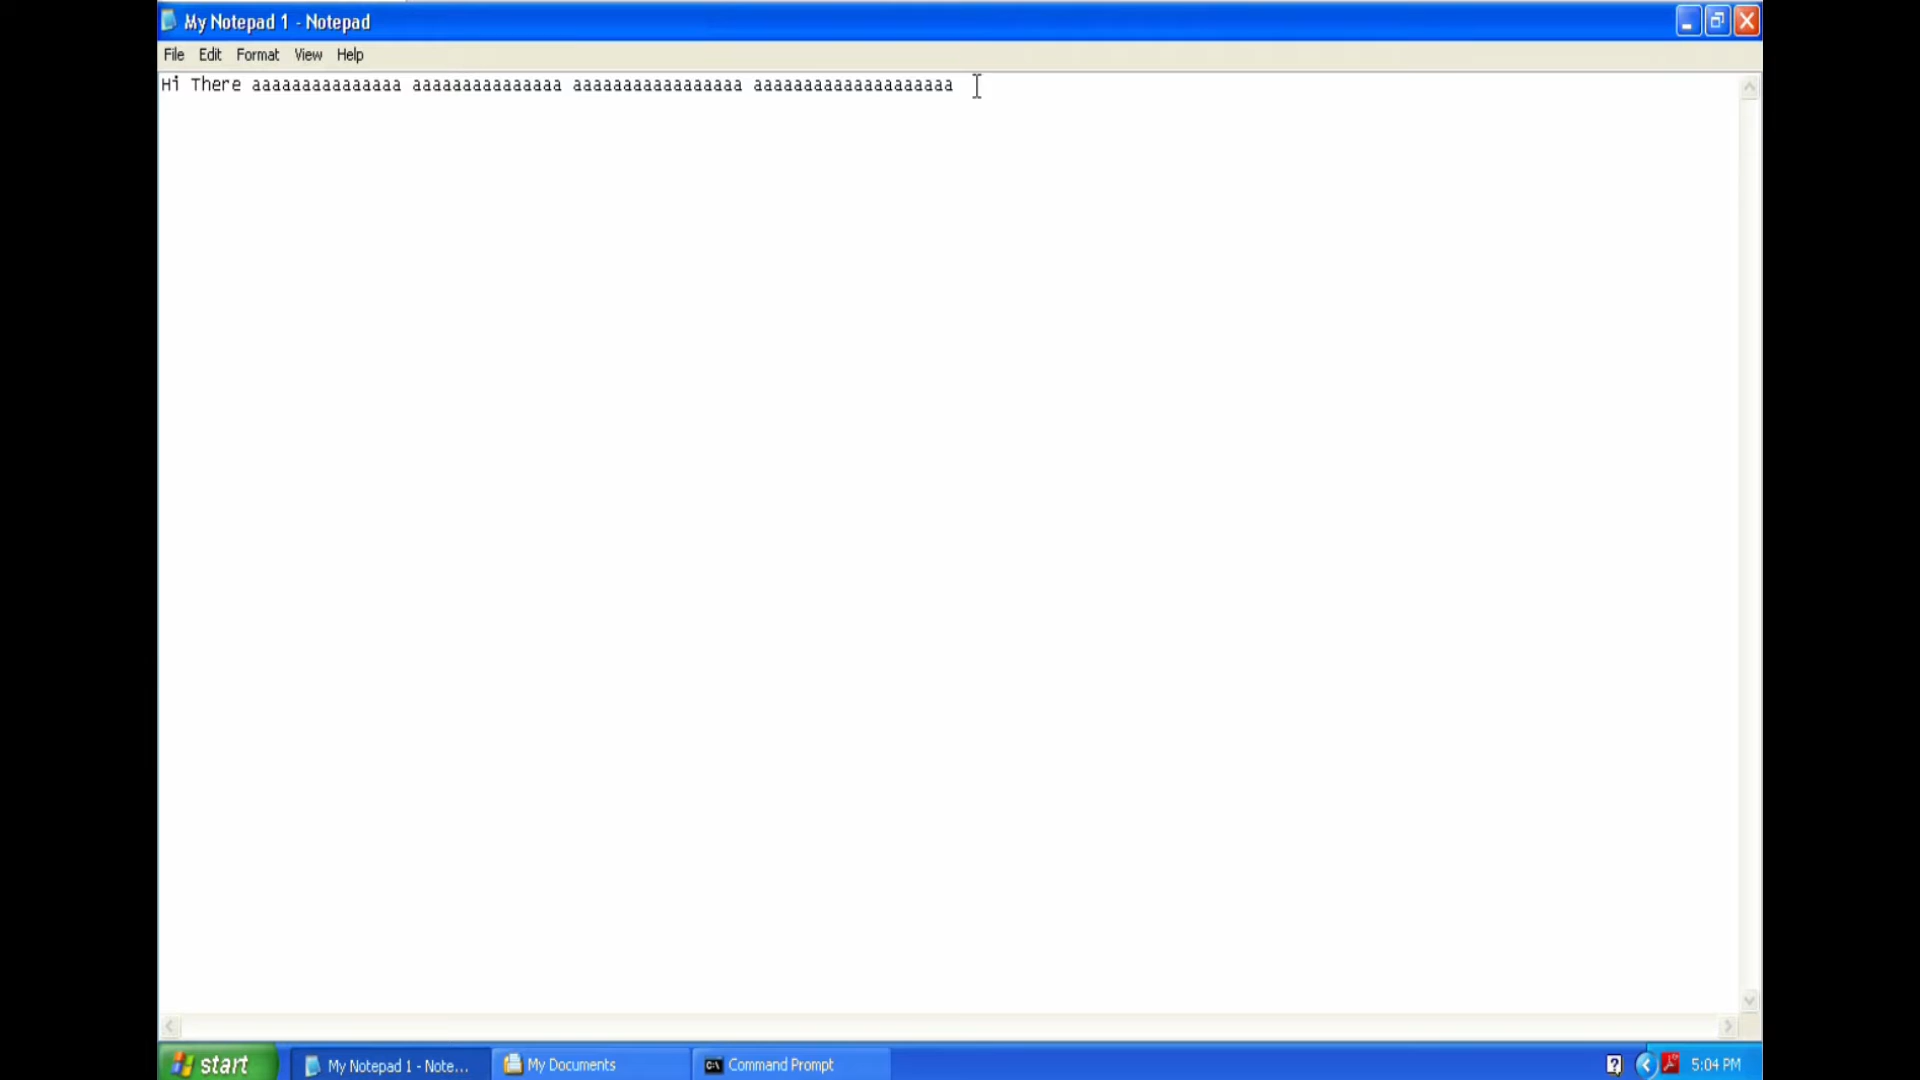 My Notepad 1 - Notepad
File Edit Format View Help
Hi There aaaaaaaaaaaaaaa aaaaaaaaaaaaaaa aaaaaaaaaaaaaaaaa aaaaaaaaaaaaaaaaaaaa
start My Notepad 1 - Note... My Documents Command Prompt 5:04 PM